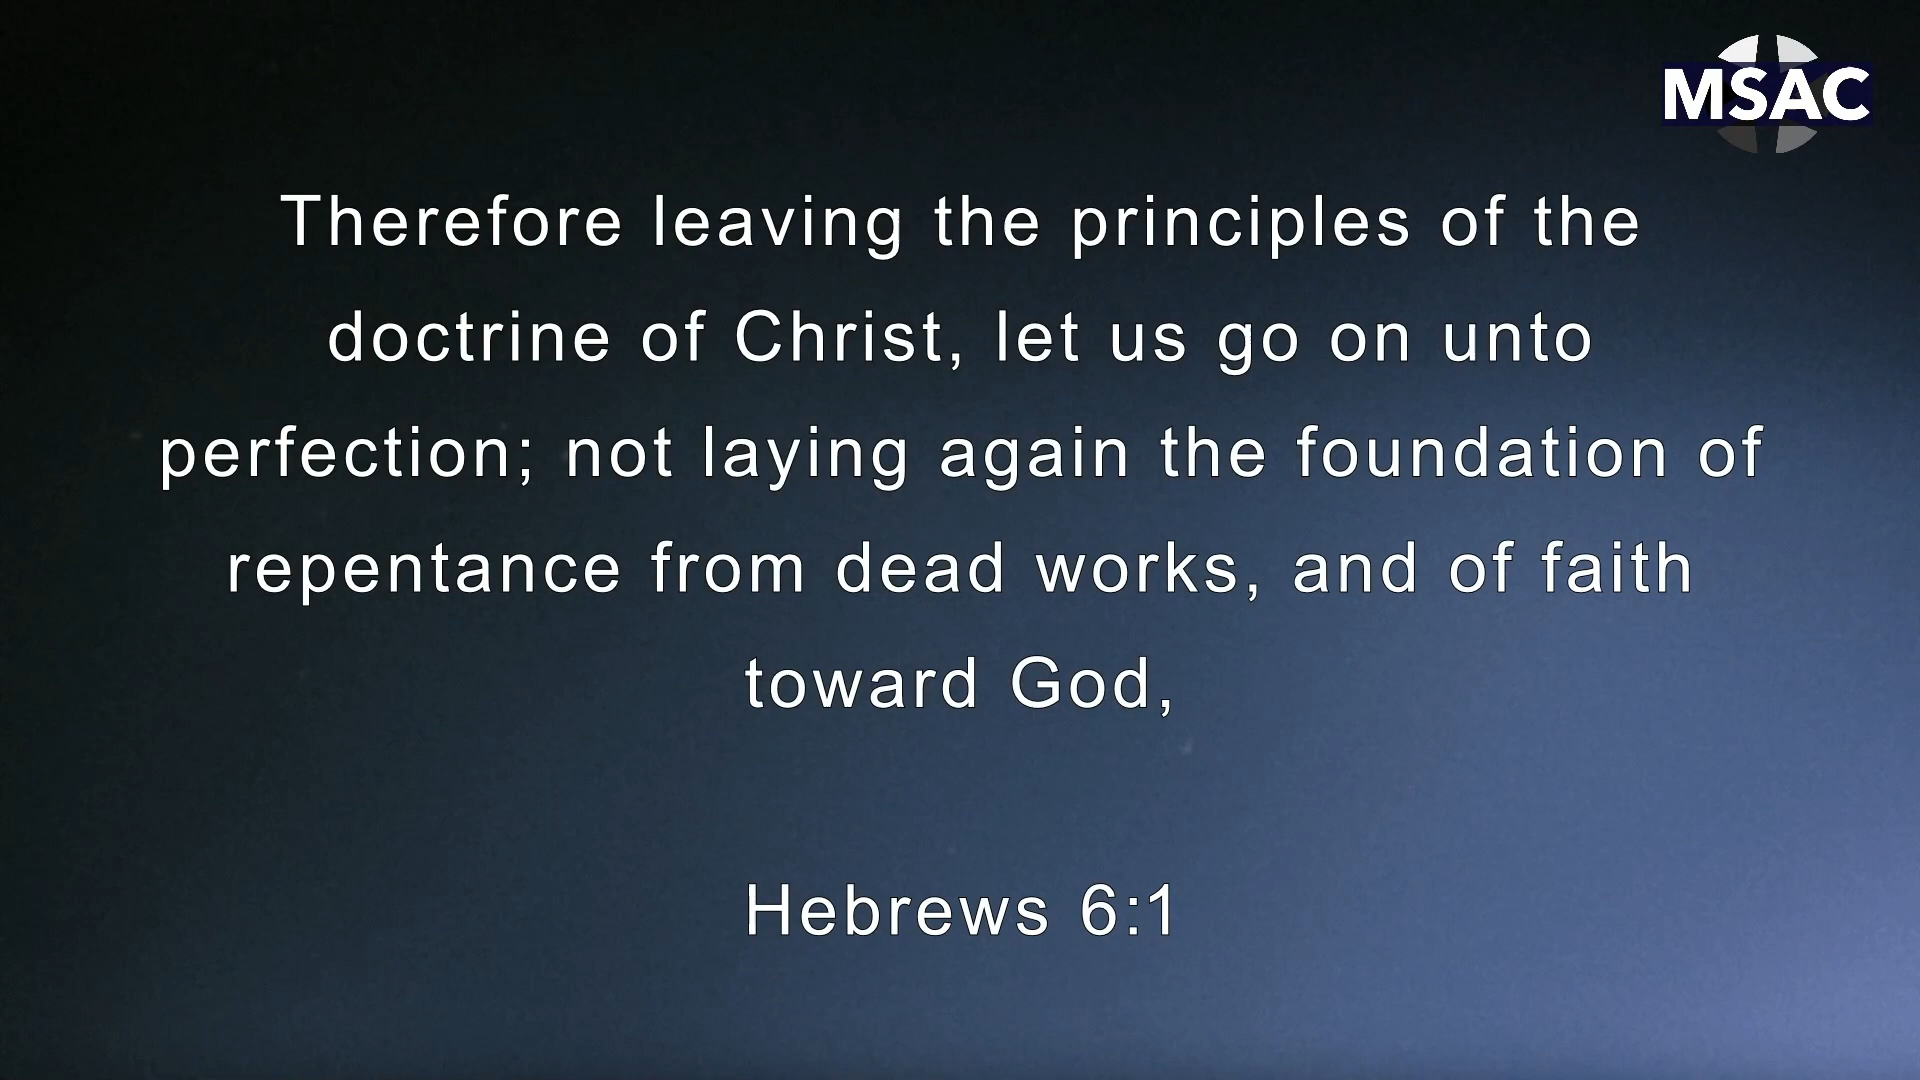 MSAC
Therefore leaving the principles of the
doctrine of Christ, let us go on unto
perfection; not laying again the foundation of
repentance from dead works, and of faith
toward God,
Hebrews 6:1